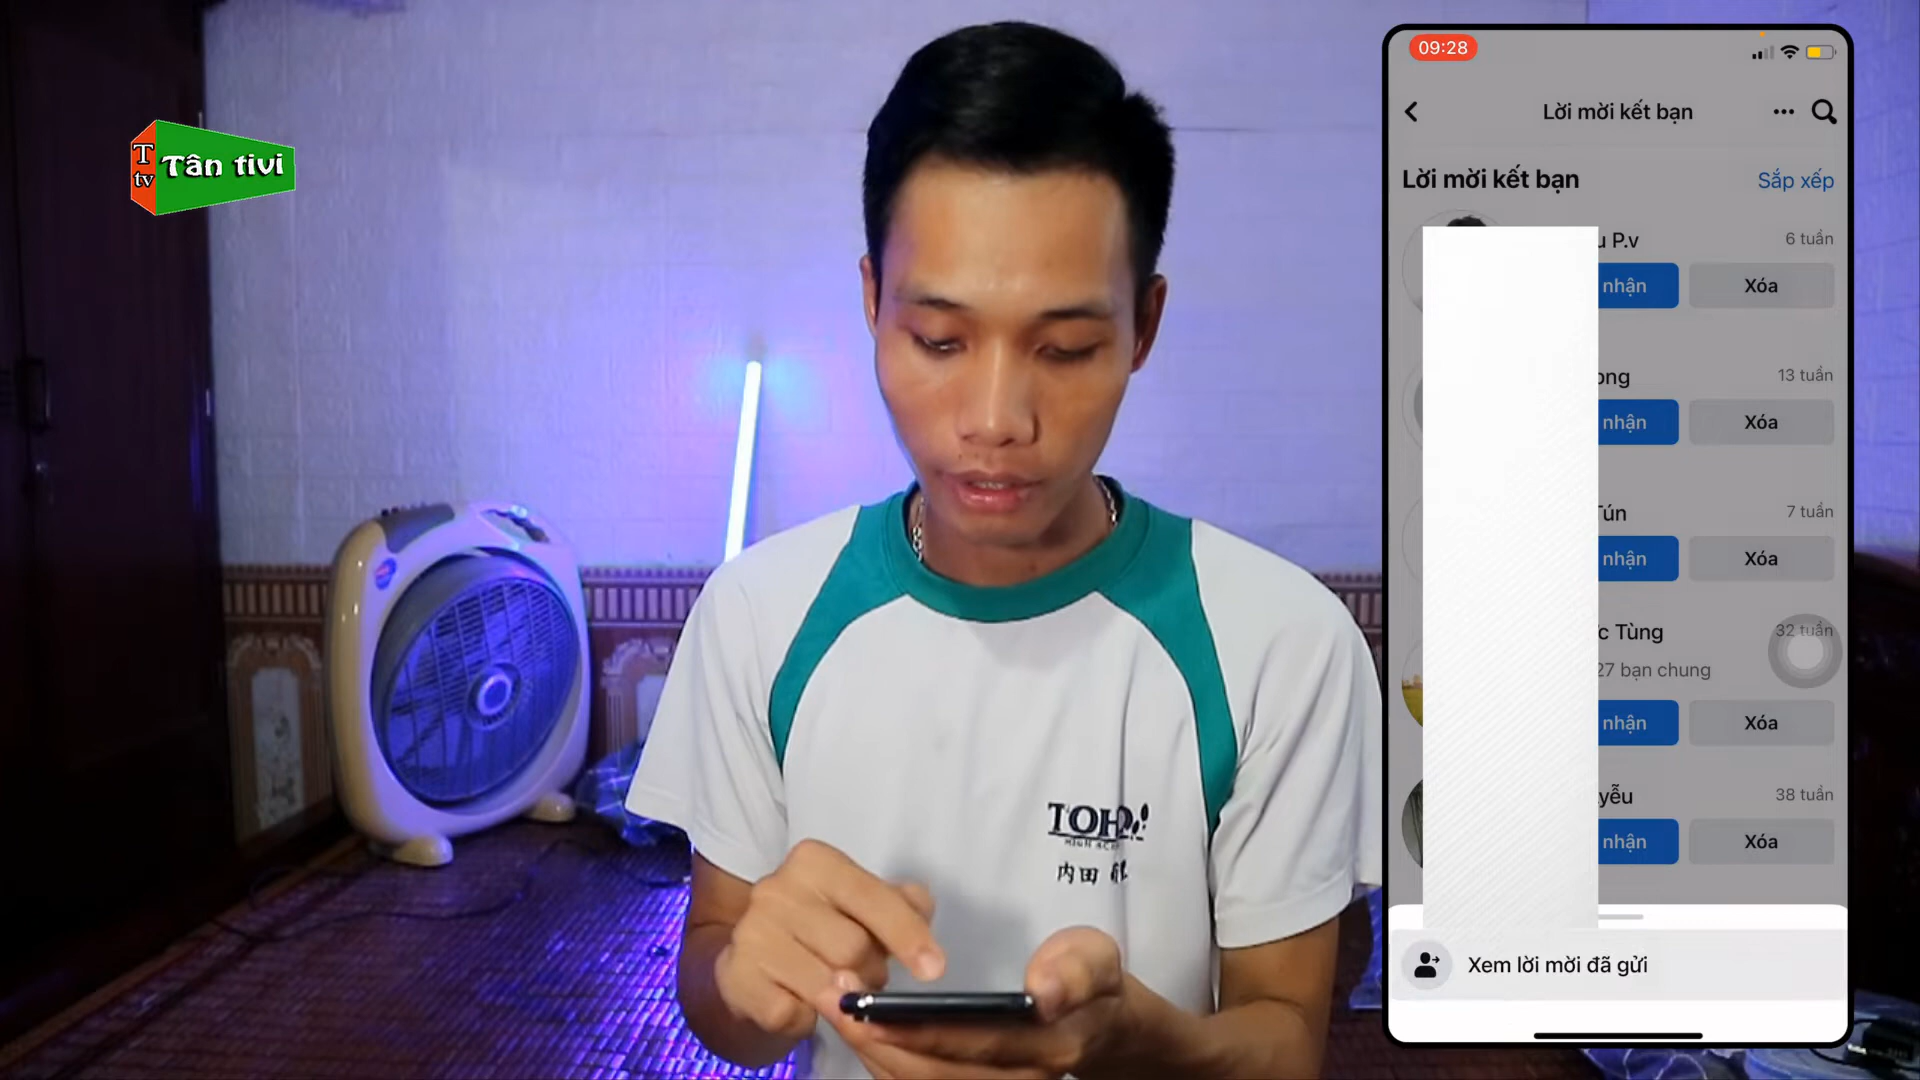 T
tv
Tân tivi
TOHO
内田
09:28
Lời mời kết bạn
Lời mời kết bạn
Sắp xếp
u P.v
6 tuần
nhận
Xóa
ong
13 tuần
nhận
Xóa
Tún
7 tuần
nhận
Xóa
c Tùng
32 tuần
27 bạn chung
nhận
Xóa
yễu
38 tuần
nhận
Xóa
Xem lời mời đã gửi